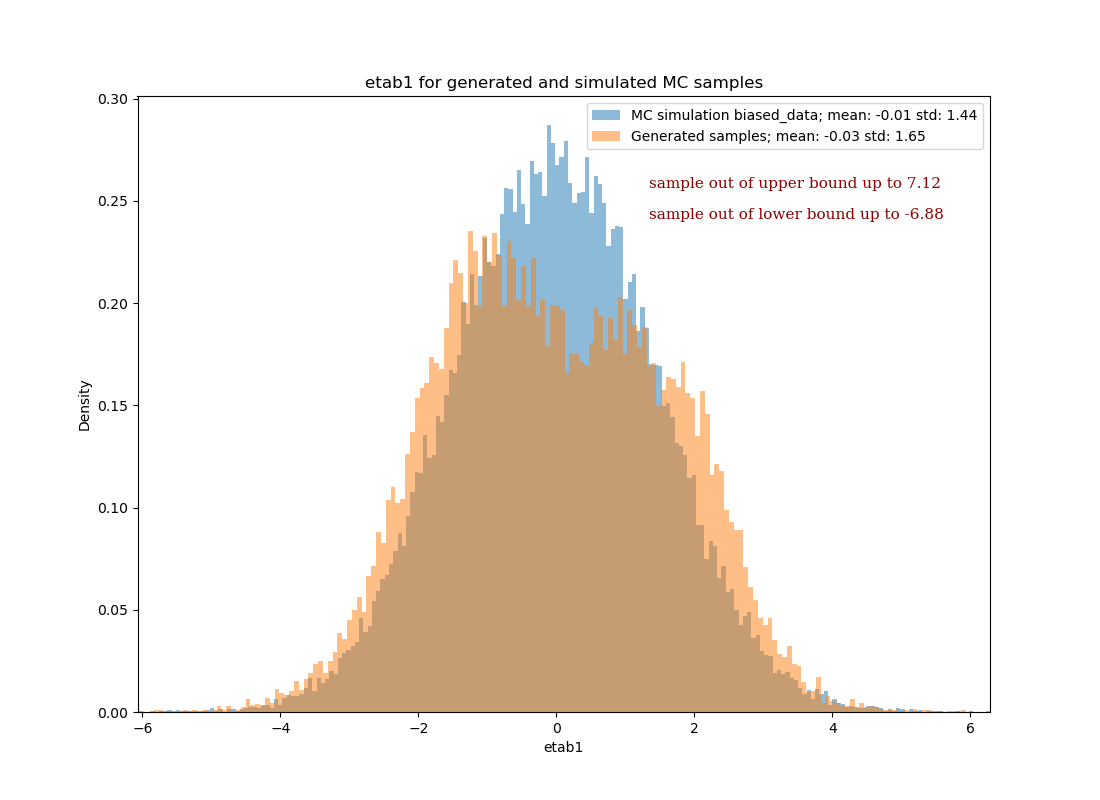 etab1 for generated and simulated MC samples
MC simulation biased_data; mean: -0.01 std: 1.44
Generated samples; mean: -0.03 std: 1.65
sample out of upper bound up to 7.12
sample out of lower bound up to -6.88
Density
0.30
0.25
0.20
0.15
0.10
0.05
0.00
−6 −4 −2 0 2 4 6
etab1